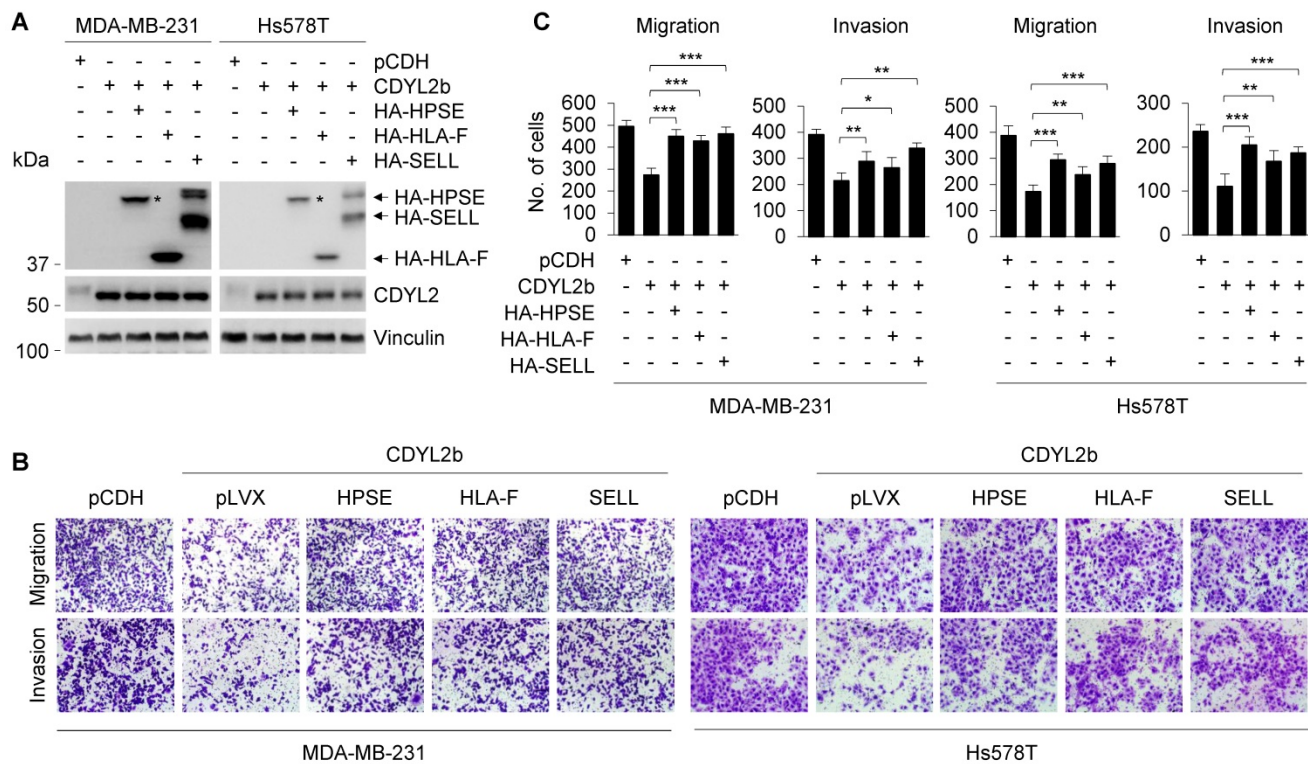 A
MDA-MB-231 Hs578T
+ - - - - + - - - - pCDH
- + + + + - + + + + CDYL2b
- - + - - - - + - - HA-HPSE
- - - + - - - - + - HA-HLA-F
- - - - + - - - - + HA-SELL
kDa
* * HA-HPSE
HA-SELL
HA-HLA-F
37 -
CDYL2
50 -
Vinculin
100 -
C
Migration Invasion Migration Invasion
*** *** ***
** * **
*** ** ***
*** ** ***
No. of cells
600 500 400 300 200 100 0
500 400 300 200 100 0
500 400 300 200 100 0
300 200 100 0
pCDH + - - - - + - - - - + - - - - + - - - -
CDYL2b - + + + + - + + + + - + + + + - + + + +
HA-HPSE - - + - - - - + - - - - + - - - - + - -
HA-HLA-F - - - + - - - - + - - - - + - - - - + -
HA-SELL - - - - + - - - - + - - - - + - - - - +
MDA-MB-231 Hs578T
B
CDYL2b CDYL2b
pCDH pLVX HPSE HLA-F SELL pCDH pLVX HPSE HLA-F SELL
Migration
Invasion
MDA-MB-231 Hs578T